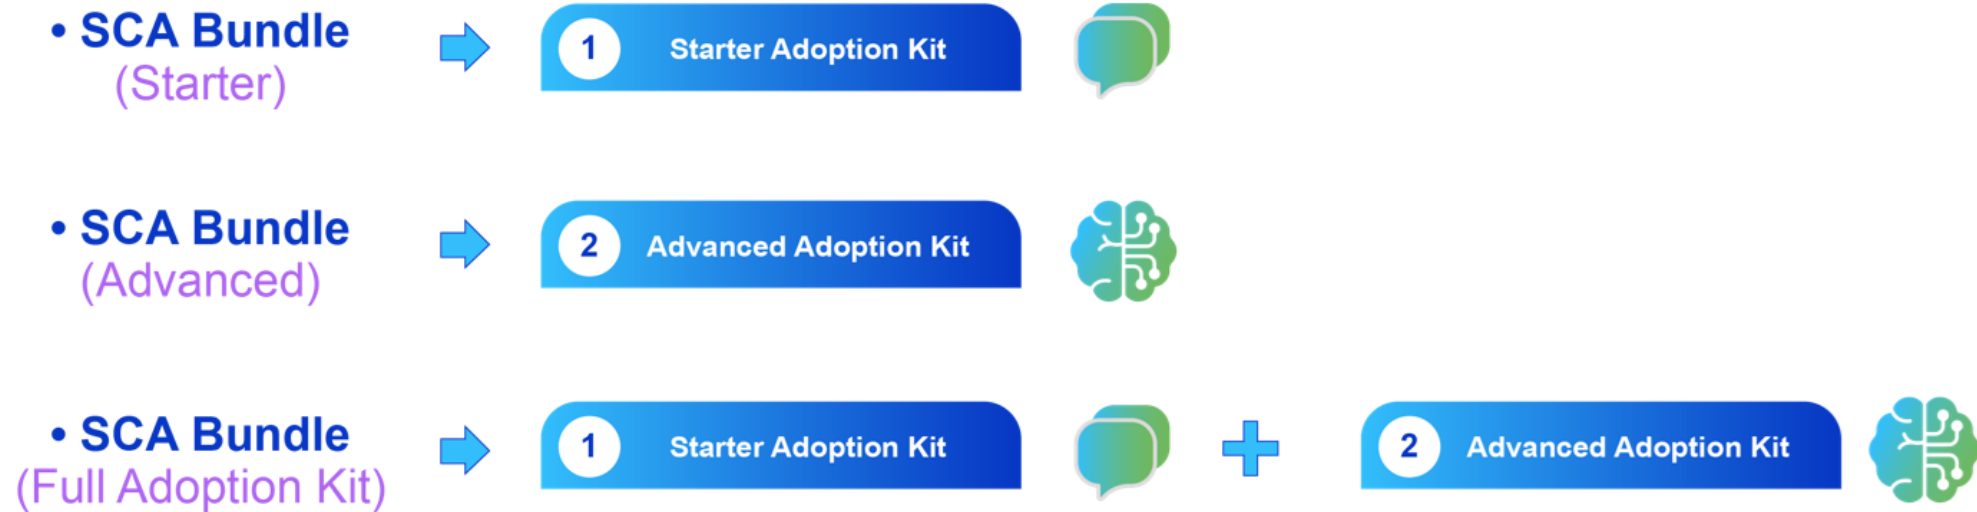 • SCA Bundle
(Starter)
1 Starter Adoption Kit
• SCA Bundle
(Advanced)
2 Advanced Adoption Kit
• SCA Bundle
(Full Adoption Kit)
1 Starter Adoption Kit
2 Advanced Adoption Kit